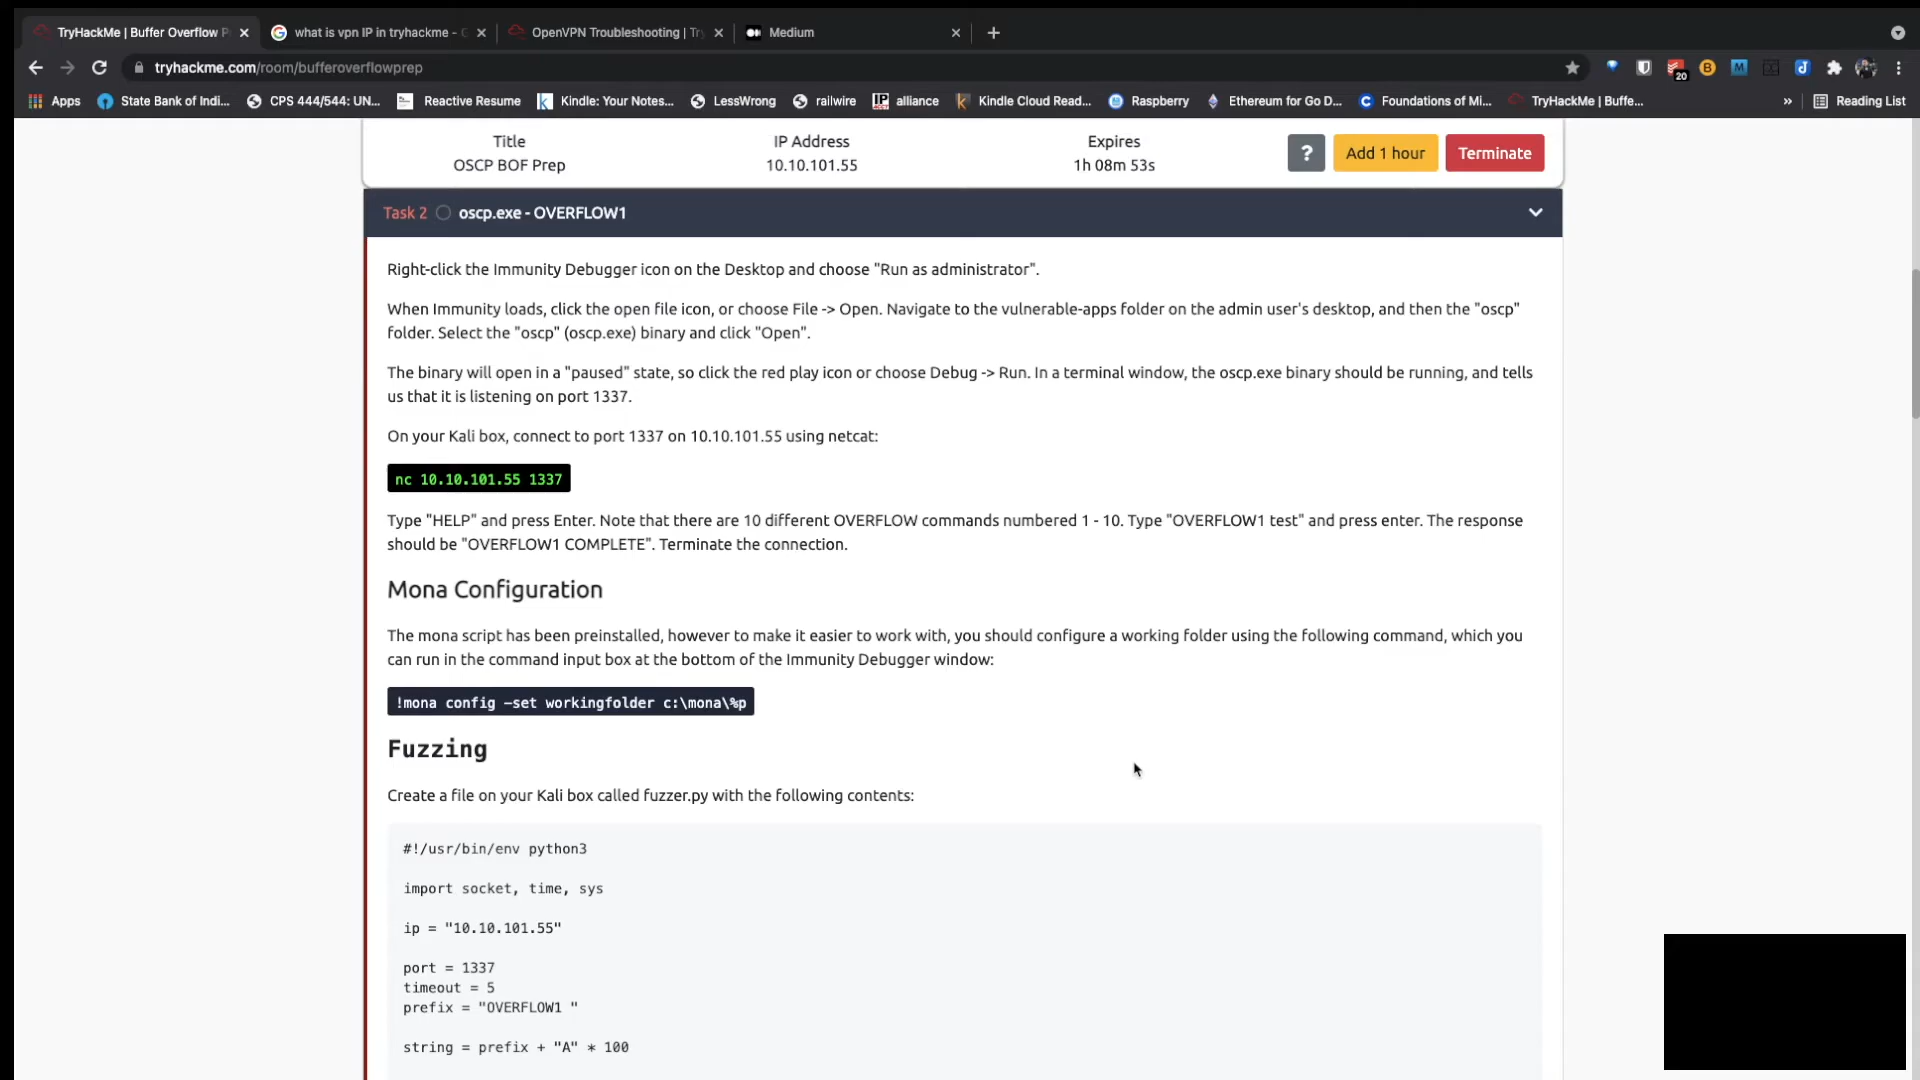 TryHackMe | Buffer Overflow P
what is vpn IP in tryhackme -
OpenVPN Troubleshooting | Try
Medium
tryhackme.com/room/bufferoverflowprep
20
Apps
State Bank of Indi...
CPS 444/544: UN...
Reactive Resume
Kindle: Your Notes...
LessWrong
railwire
alliance
Kindle Cloud Read...
Raspberry
Ethereum for Go D...
Foundations of Mi...
TryHackMe | Buffe...
»
Reading List
Title
OSCP BOF Prep
IP Address
10.10.101.55
Expires
1h 08m 53s
?
Add 1 hour
Terminate
Task 2 oscp.exe - OVERFLOW1
Right-click the Immunity Debugger icon on the Desktop and choose "Run as administrator".
When Immunity loads, click the open file icon, or choose File -> Open. Navigate to the vulnerable-apps folder on the admin user's desktop, and then the "oscp"
folder. Select the "oscp" (oscp.exe) binary and click "Open".
The binary will open in a "paused" state, so click the red play icon or choose Debug -> Run. In a terminal window, the oscp.exe binary should be running, and tells
us that it is listening on port 1337.
On your Kali box, connect to port 1337 on 10.10.101.55 using netcat:
nc 10.10.101.55 1337
Type "HELP" and press Enter. Note that there are 10 different OVERFLOW commands numbered 1 - 10. Type "OVERFLOW1 test" and press enter. The response
should be "OVERFLOW1 COMPLETE". Terminate the connection.
Mona Configuration
The mona script has been preinstalled, however to make it easier to work with, you should configure a working folder using the following command, which you
can run in the command input box at the bottom of the Immunity Debugger window:
!mona config -set workingfolder c:\mona\%p
Fuzzing
Create a file on your Kali box called fuzzer.py with the following contents:
#!/usr/bin/env python3
import socket, time, sys
ip = "10.10.101.55"
port = 1337
timeout = 5
prefix = "OVERFLOW1 "
string = prefix + "A" * 100